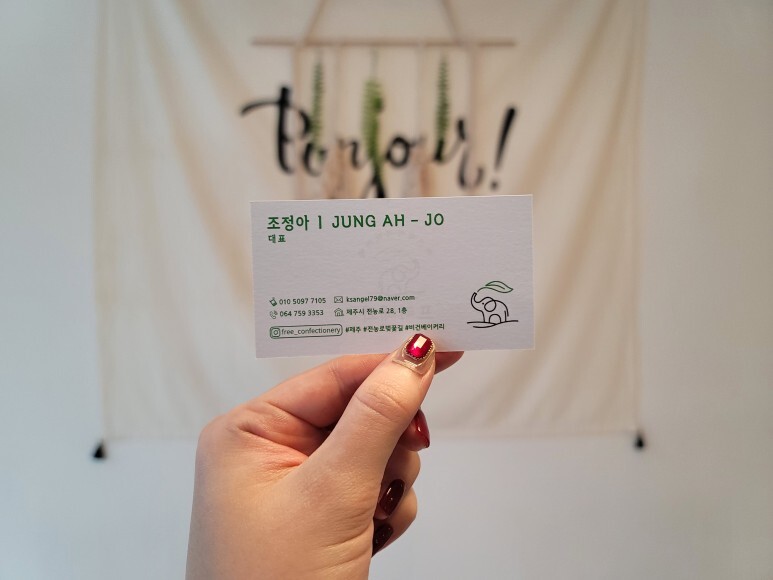 Bonjour!
조정아 | JUNG AH - JO
대표
010 5097 7105 ksangel79@naver.com
064 759 3353 제주시 전농로 28, 1층
free_confectionery #제주 #전농로벚꽃길 #비건베이커리